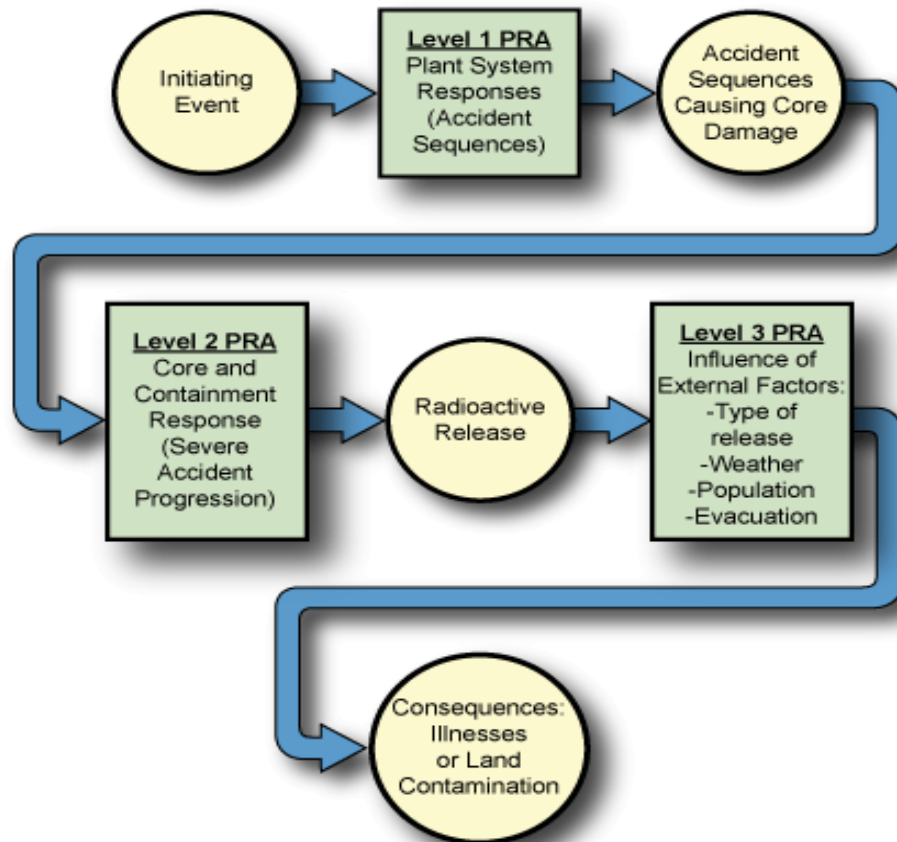 Initiating
Event
Level 1 PRA
Plant System
Responses
(Accident
Sequences)
Accident
Sequences
Causing Core
Damage
Level 2 PRA
Core and
Containment
Response
(Severe
Accident
Progression)
Radioactive
Release
Level 3 PRA
Influence of
External Factors:
-Type of
release
-Weather
-Population
-Evacuation
Consequences:
Illnesses
or Land
Contamination